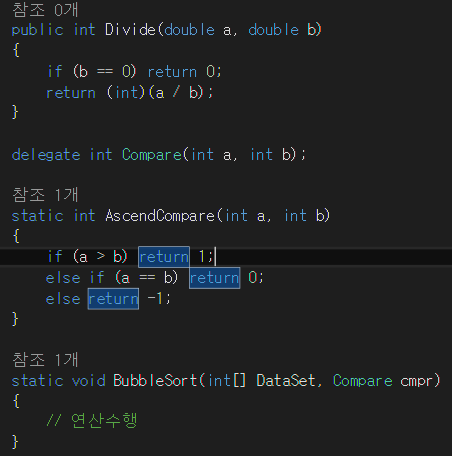 참조 0개
public int Divide(double a, double b)
{
    if (b == 0) return 0;
    return (int)(a / b);
}
delegate int Compare(int a, int b);
참조 1개
static int AscendCompare(int a, int b)
{
    if (a > b) return 1;
    else if (a == b) return 0;
    else return -1;
}
참조 1개
static void BubbleSort(int[] DataSet, Compare cmpr)
{
    // 연산수행
}